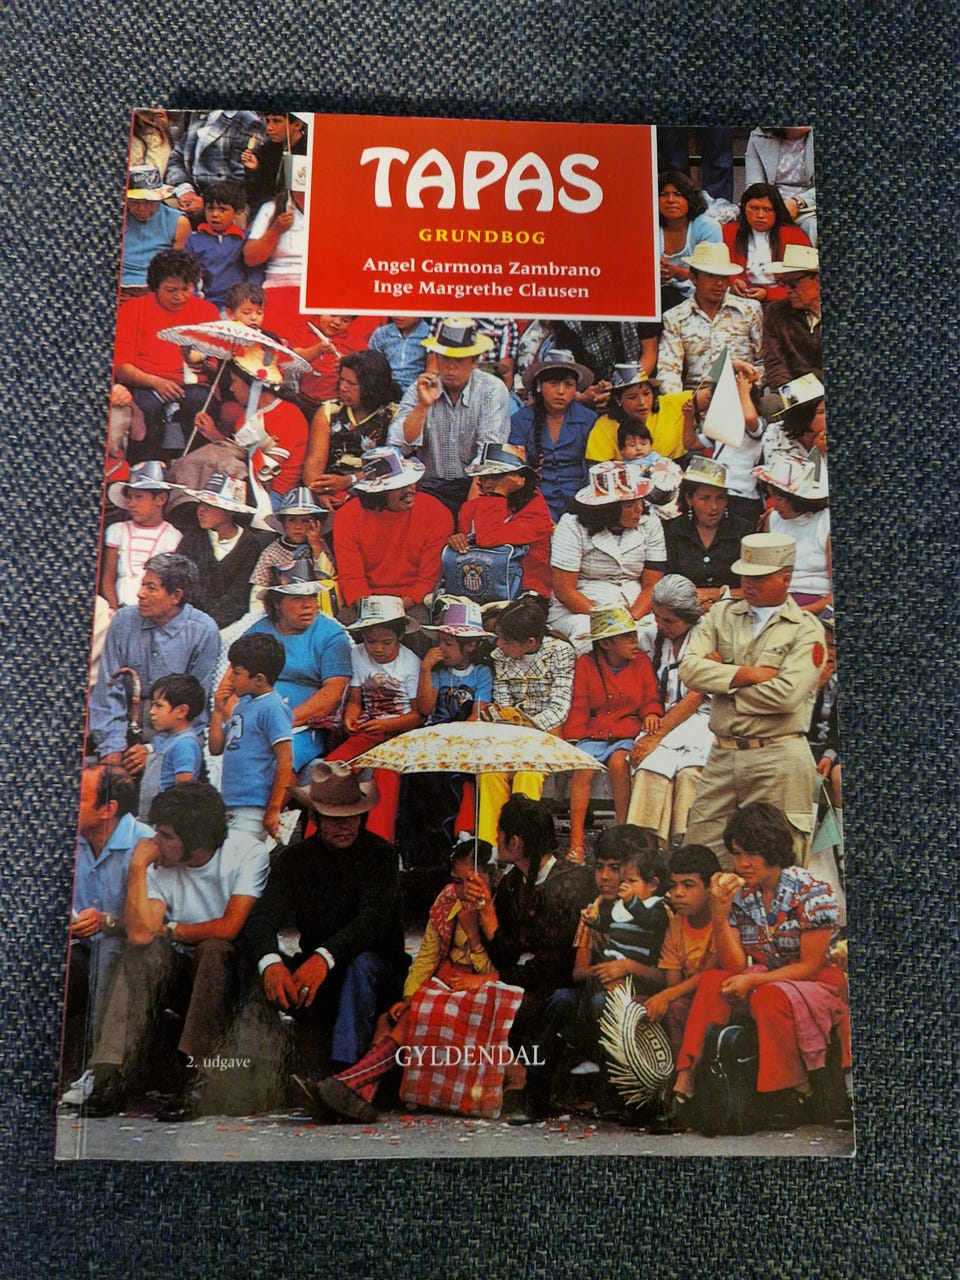 TAPAS
GRUNDBOG
Angel Carmona Zambrano
Inge Margrethe Clausen
2. udgave
GYLDENDAL